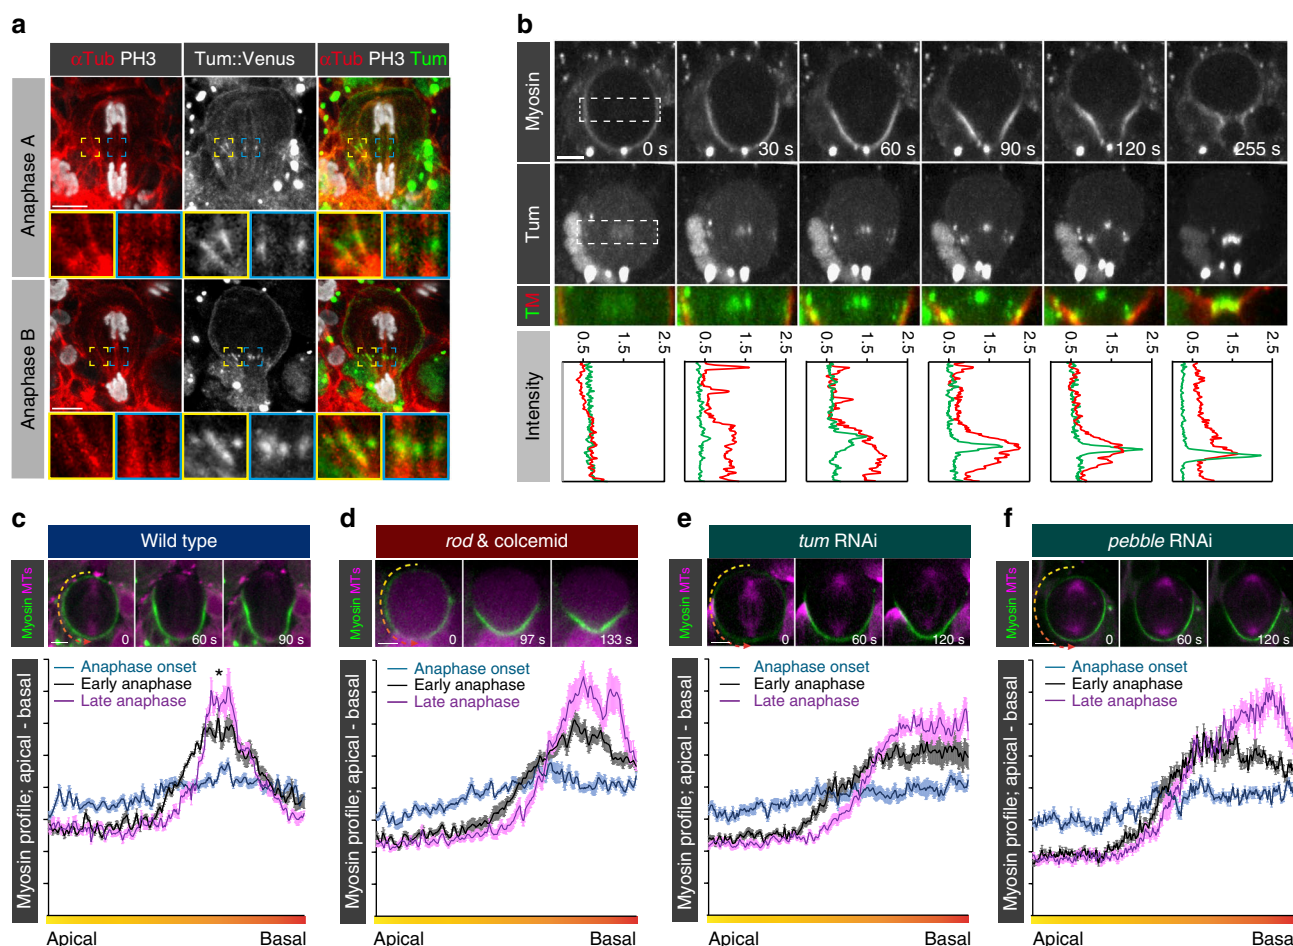 a
αTub PH3
Tum::Venus
αTub PH3 Tum
Anaphase A
Anaphase B
b
Myosin
0 s
30 s
60 s
90 s
120 s
255 s
Tum
TM
Intensity
0.5 1.5 2.5
0.5 1.5 2.5
0.5 1.5 2.5
0.5 1.5 2.5
0.5 1.5 2.5
0.5 1.5 2.5
c
Wild type
Myosin MTs
0
60 s
90 s
Myosin profile; apical - basal
Anaphase onset
Early anaphase
Late anaphase
*
Apical
Basal
d
rod & colcemid
Myosin MTs
0
97 s
133 s
Myosin profile; apical - basal
Anaphase onset
Early anaphase
Late anaphase
Apical
Basal
e
tum RNAi
Myosin MTs
0
60 s
120 s
Myosin profile; apical - basal
Anaphase onset
Early anaphase
Late anaphase
Apical
Basal
f
pebble RNAi
Myosin MTs
0
60 s
120 s
Myosin profile; apical - basal
Anaphase onset
Early anaphase
Late anaphase
Apical
Basal